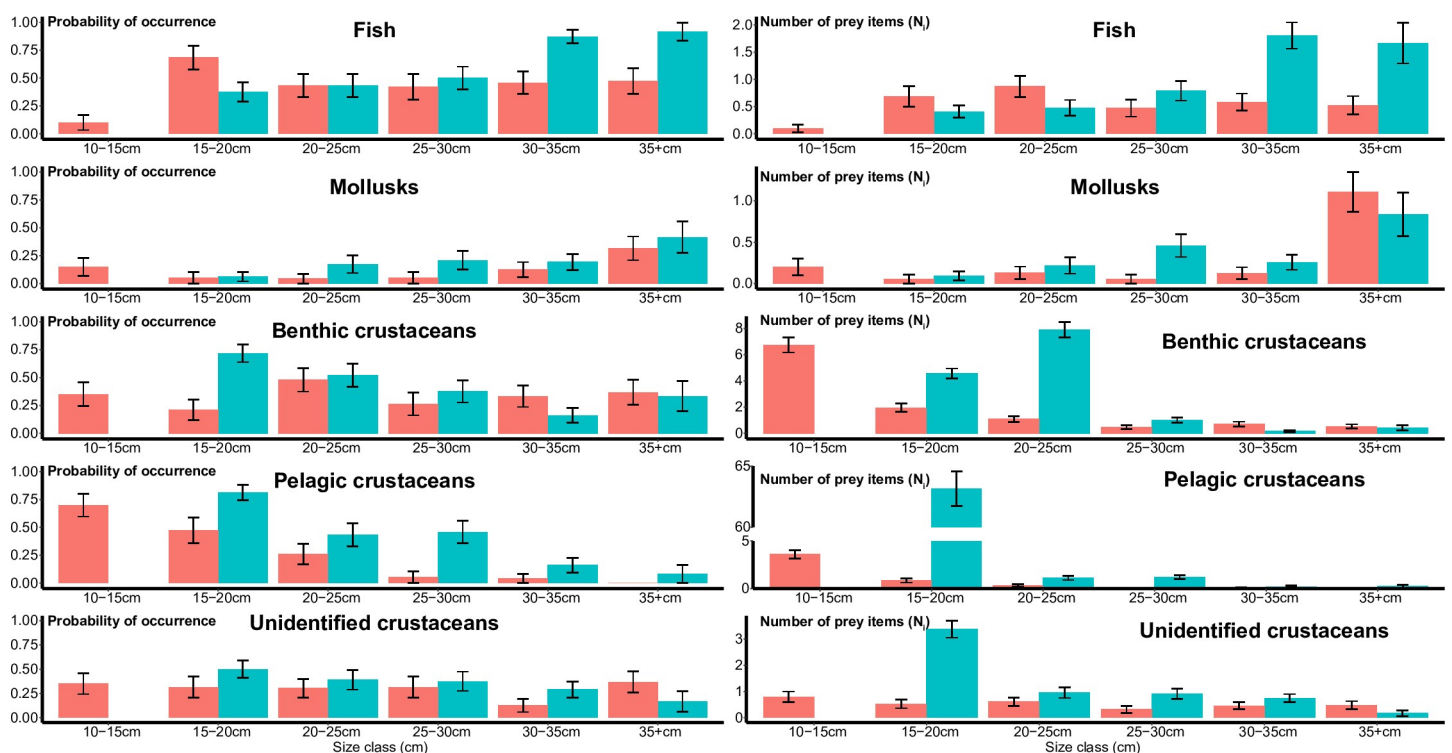 Probability of occurrence
Fish
1.00
0.75
0.50
0.25
0.00
10−15cm 15−20cm 20−25cm 25−30cm 30−35cm 35+cm
Number of prey items (Ni)
Fish
2.0
1.5
1.0
0.5
0.0
10−15cm 15−20cm 20−25cm 25−30cm 30−35cm 35+cm
Probability of occurrence
Mollusks
1.00
0.75
0.50
0.25
0.00
10−15cm 15−20cm 20−25cm 25−30cm 30−35cm 35+cm
Number of prey items (Ni)
Mollusks
1.0
0.5
0.0
10−15cm 15−20cm 20−25cm 25−30cm 30−35cm 35+cm
Probability of occurrence
Benthic crustaceans
1.00
0.75
0.50
0.25
0.00
10−15cm 15−20cm 20−25cm 25−30cm 30−35cm 35+cm
Number of prey items (Ni)
Benthic crustaceans
8
6
4
2
0
10−15cm 15−20cm 20−25cm 25−30cm 30−35cm 35+cm
Probability of occurrence
Pelagic crustaceans
1.00
0.75
0.50
0.25
0.00
10−15cm 15−20cm 20−25cm 25−30cm 30−35cm 35+cm
Number of prey items (Ni)
Pelagic crustaceans
65
60
5
0
10−15cm 15−20cm 20−25cm 25−30cm 30−35cm 35+cm
Probability of occurrence
Unidentified crustaceans
1.00
0.75
0.50
0.25
0.00
10−15cm 15−20cm 20−25cm 25−30cm 30−35cm 35+cm
Size class (cm)
Number of prey items (Ni)
Unidentified crustaceans
3
2
1
0
10−15cm 15−20cm 20−25cm 25−30cm 30−35cm 35+cm
Size class (cm)